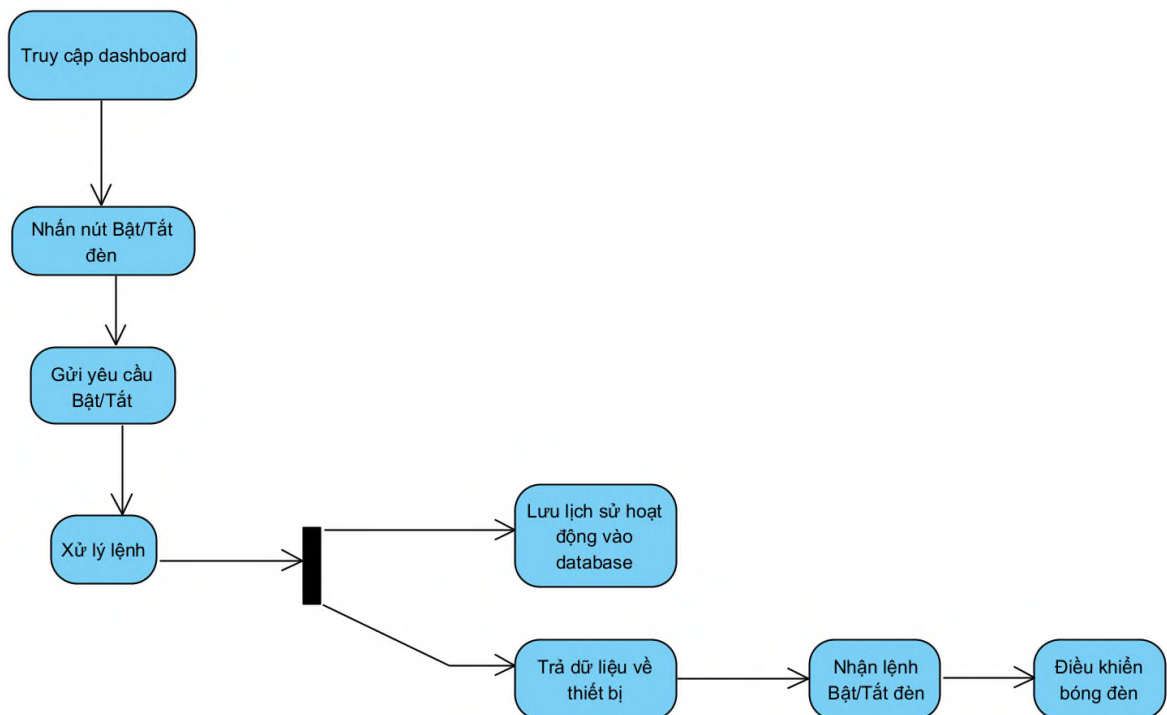 Truy cập dashboard
Nhấn nút Bật/Tắt
đèn
Gửi yêu cầu
Bật/Tắt
Xử lý lệnh
Lưu lịch sử hoạt
động vào
database
Trả dữ liệu về
thiết bị
Nhận lệnh
Bật/Tắt đèn
Điều khiển
bóng đèn